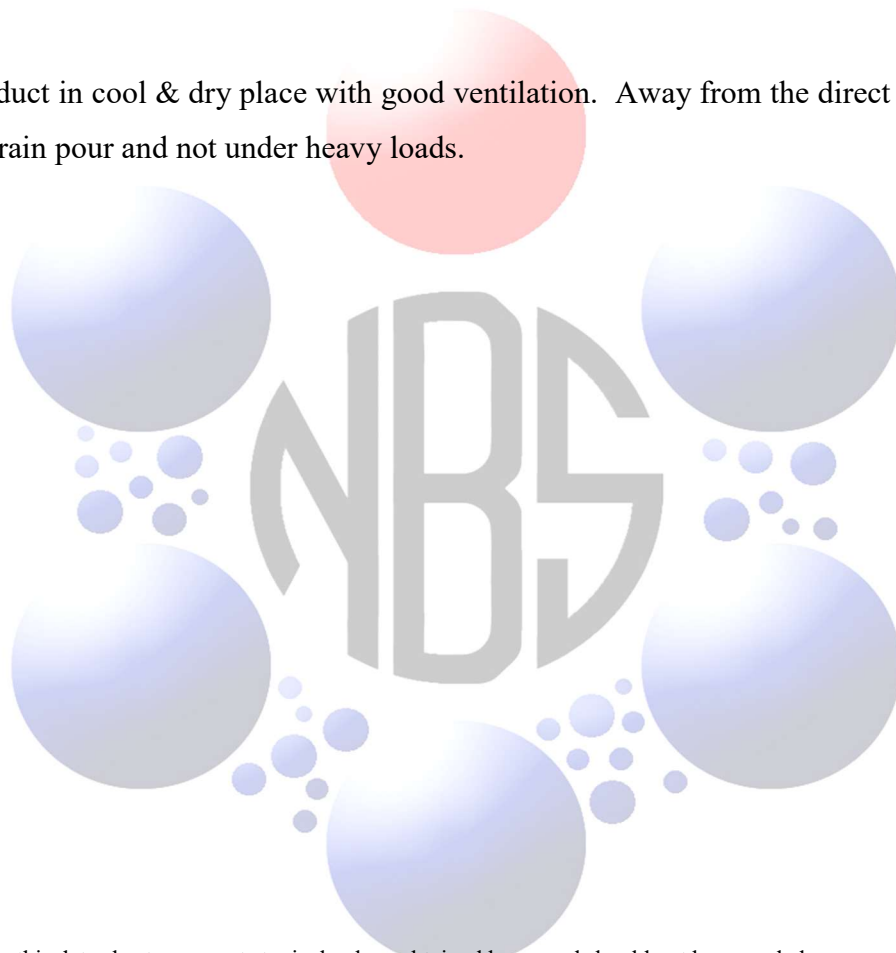 duct in cool & dry place with good ventilation. Away from the direct
rain pour and not under heavy loads.
NBS